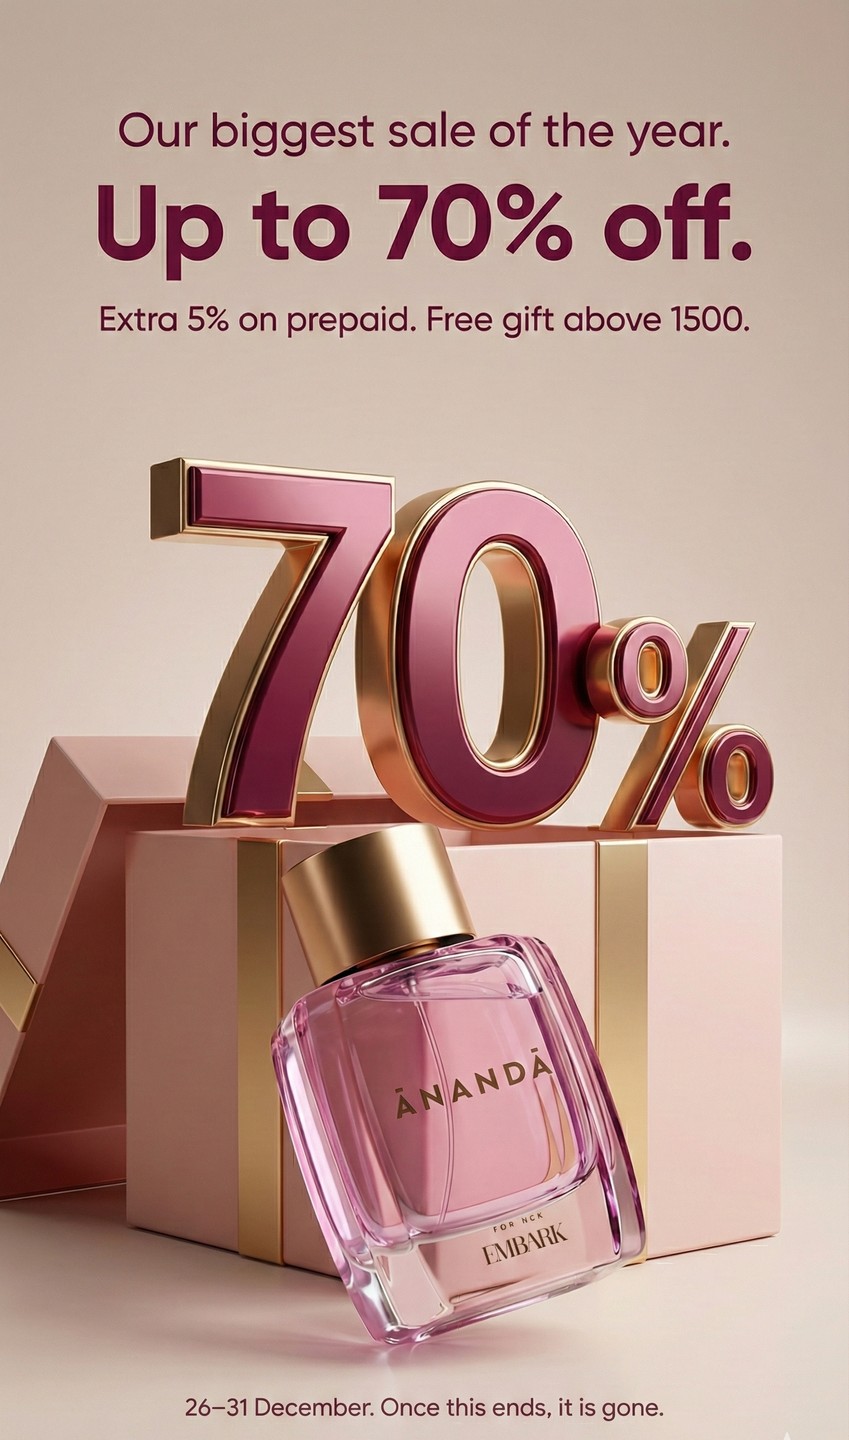 Our biggest sale of the year.
Up to 70% off.
Extra 5% on prepaid. Free gift above 1500.
70%
ĀNANDĀ
FOR NCK
EMBARK
26–31 December. Once this ends, it is gone.